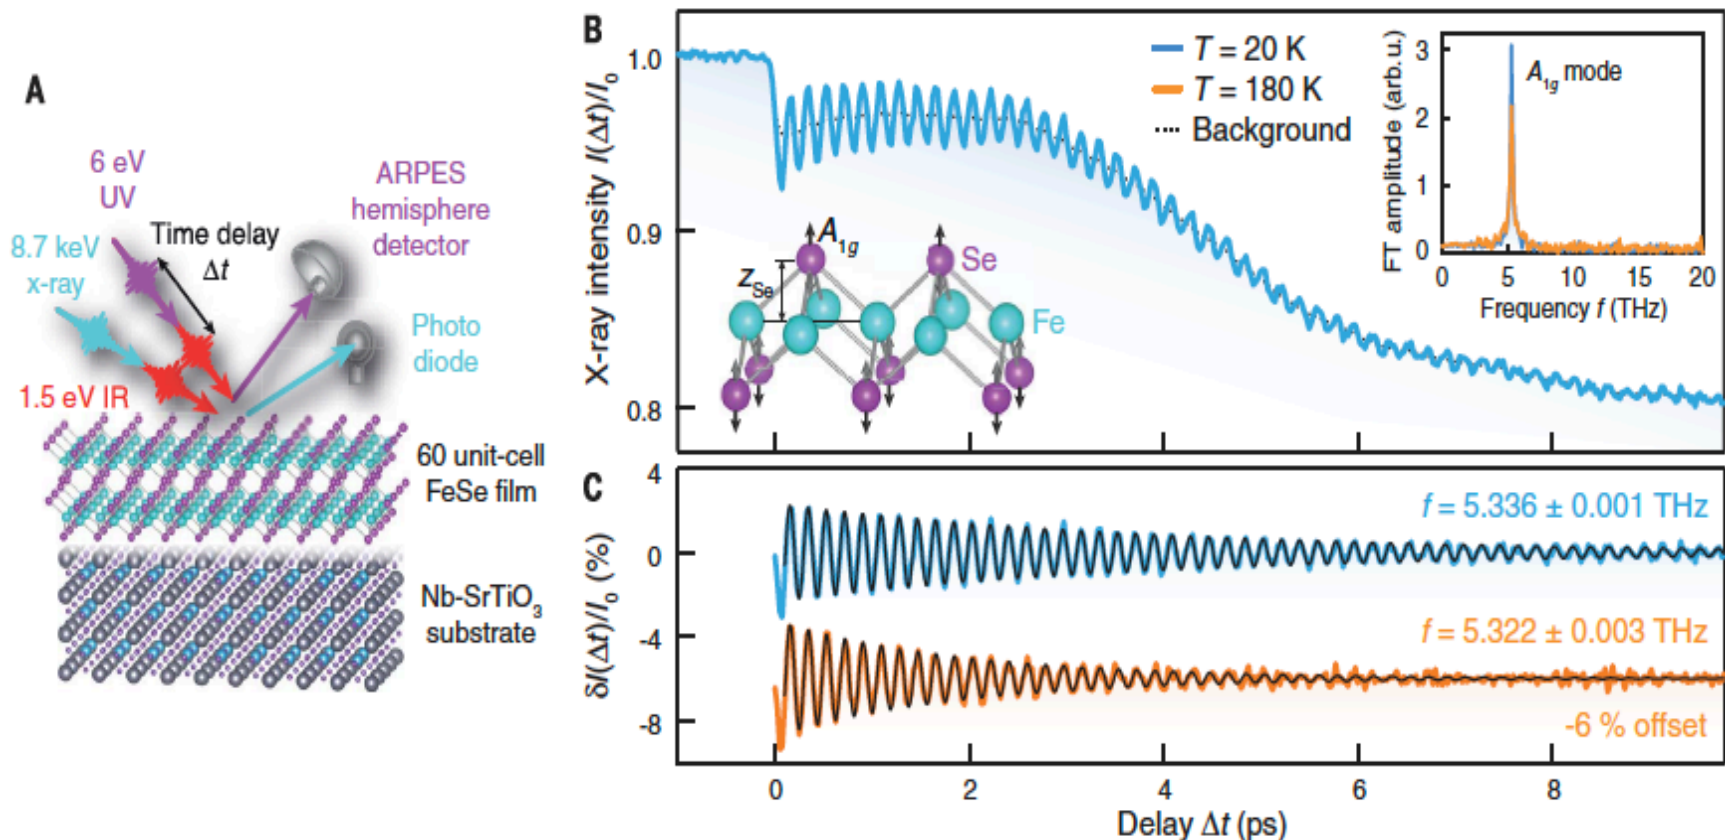 A
6 eV
UV
8.7 keV
x-ray
Time delay
Δt
ARPES
hemisphere
detector
Photo
diode
1.5 eV IR
60 unit-cell
FeSe film
Nb-SrTiO₃
substrate
B
X-ray intensity I(Δt)/I₀
1.0
0.9
0.8
T = 20 K
T = 180 K
Background
A₁g
Se
zSe
Fe
FT amplitude (arb. u.)
3
2
1
0
A₁g mode
0 5 10 15 20
Frequency f (THz)
C
δI(Δt)/I₀ (%)
4
0
-4
-8
f = 5.336 ± 0.001 THz
f = 5.322 ± 0.003 THz
-6 % offset
0 2 4 6 8
Delay Δt (ps)